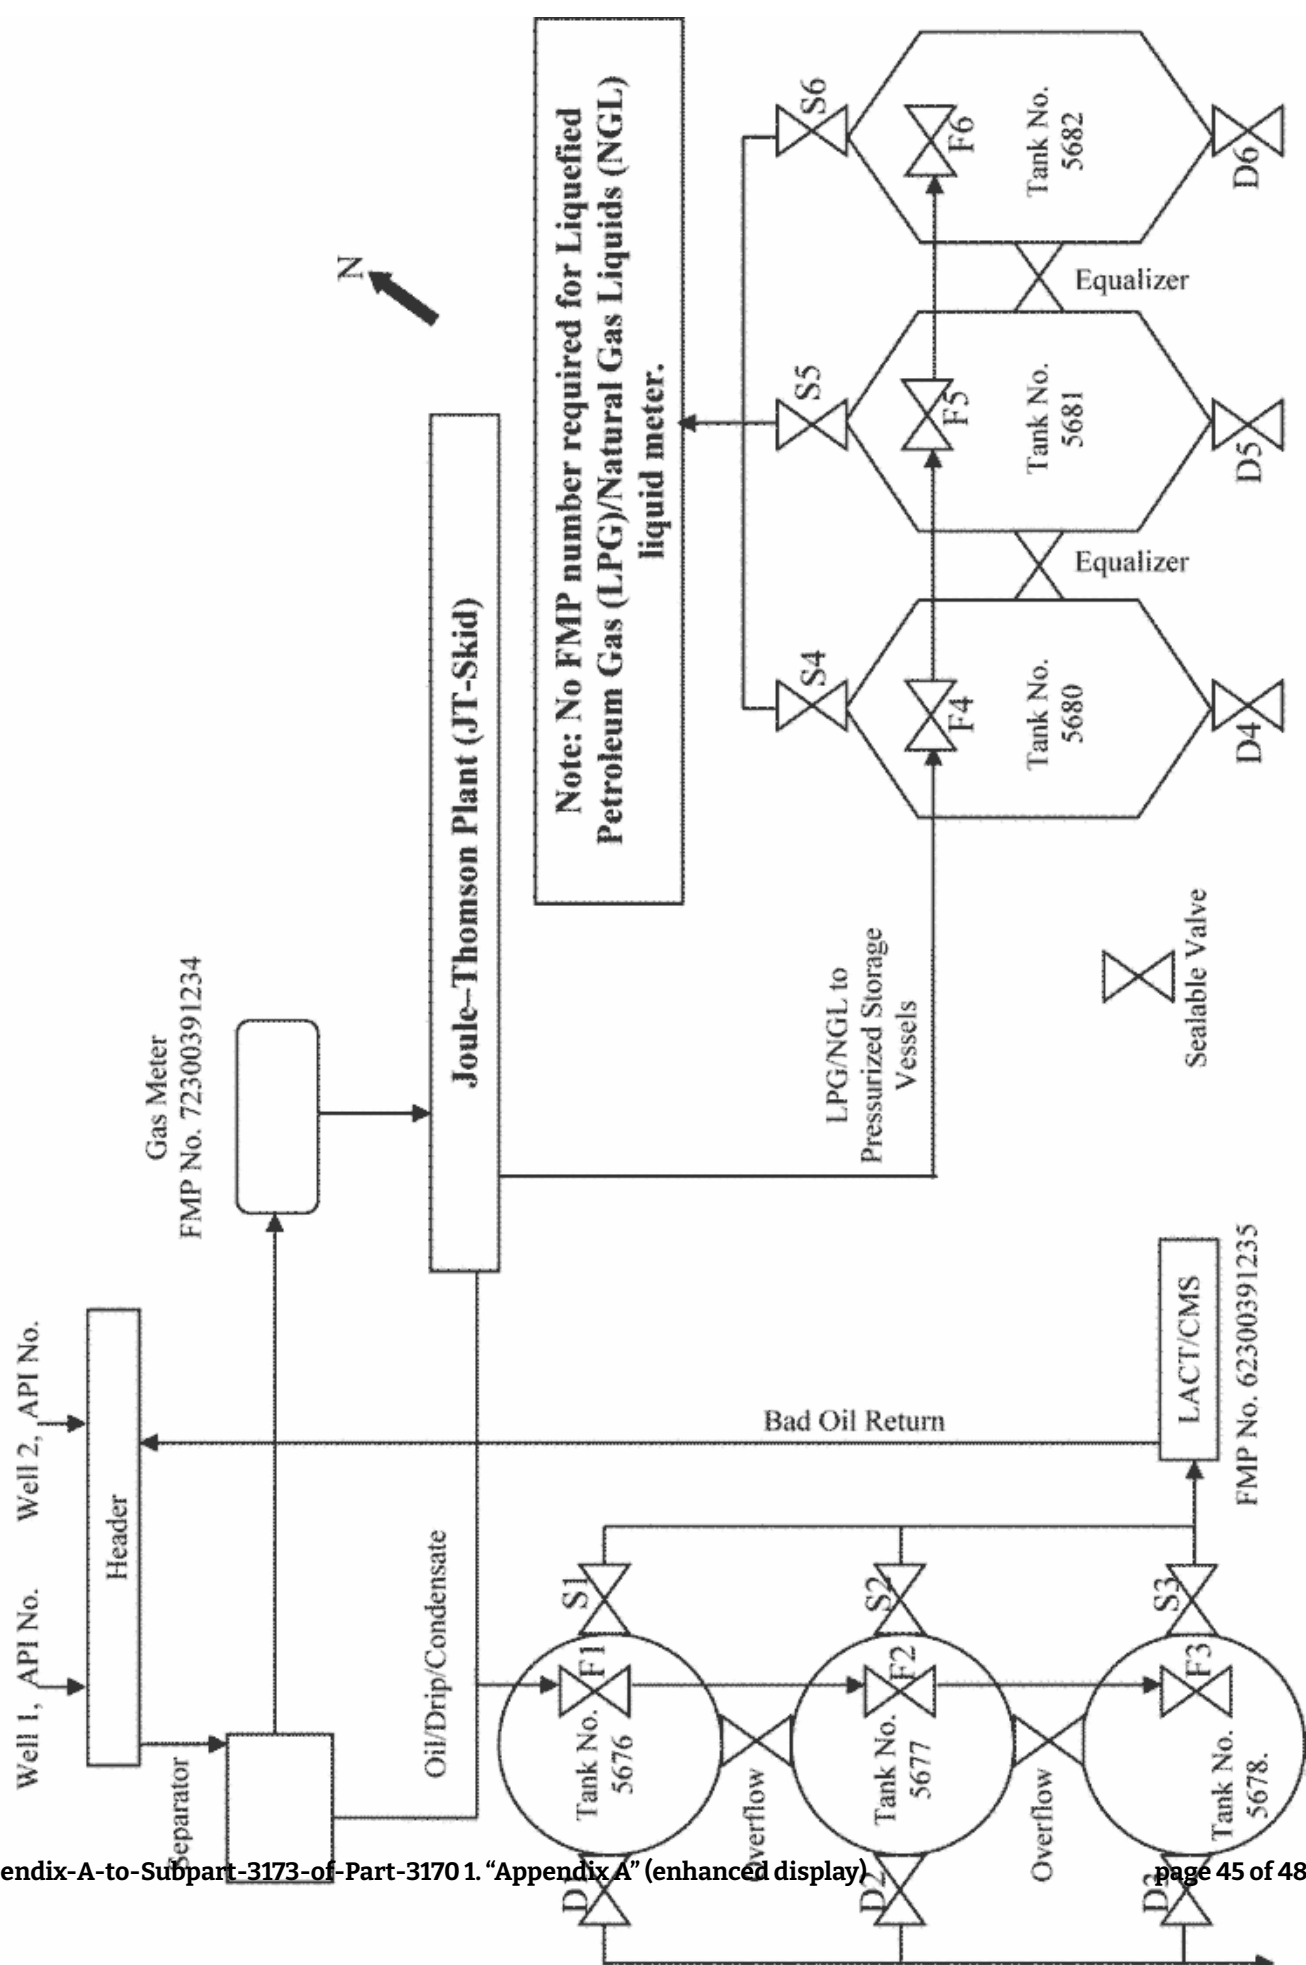 Well 1, API No.
Well 2, API No.
Header
Separator
Gas Meter
FMP No. 72300391234
N
Joule–Thomson Plant (JT-Skid)
Note: No FMP number required for Liquefied
Petroleum Gas (LPG)/Natural Gas Liquids (NGL)
liquid meter.
Oil/Drip/Condensate
Bad Oil Return
LPG/NGL to
Pressurized Storage
Vessels
S1
F1
Tank No.
5676
D1
Overflow
S2
F2
Tank No.
5677
D2
Overflow
S3
F3
Tank No.
5678.
D3
LACT/CMS
FMP No. 62300391235
S4
F4
Tank No.
5680
D4
Equalizer
S5
F5
Tank No.
5681
D5
Equalizer
S6
F6
Tank No.
5682
D6
Sealable Valve
endix-A-to-Subpart-3173-of-Part-3170 1. “Appendix A” (enhanced display)
page 45 of 48